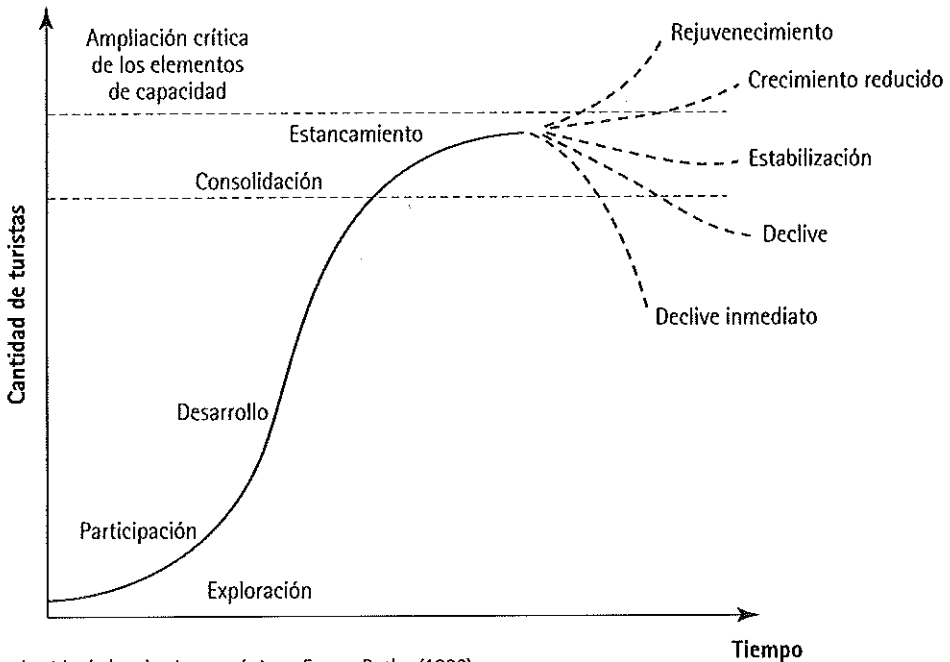 Ampliación crítica
de los elementos
de capacidad
Rejuvenecimiento
Crecimiento reducido
Estancamiento
Estabilización
Consolidación
Declive
Declive inmediato
Cantidad de turistas
Desarrollo
Participación
Exploración
Tiempo